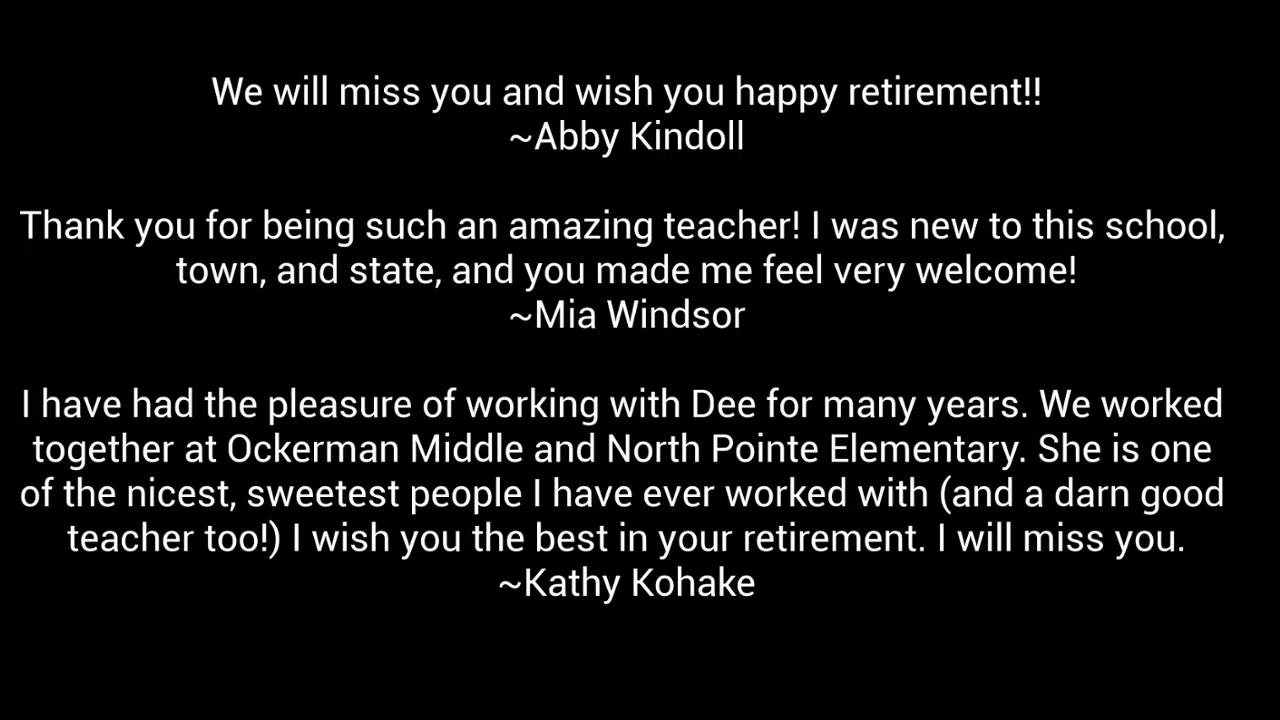 We will miss you and wish you happy retirement!!
~Abby Kindoll
Thank you for being such an amazing teacher! I was new to this school,
town, and state, and you made me feel very welcome!
~Mia Windsor
I have had the pleasure of working with Dee for many years. We worked
together at Ockerman Middle and North Pointe Elementary. She is one
of the nicest, sweetest people I have ever worked with (and a darn good
teacher too!) I wish you the best in your retirement. I will miss you.
~Kathy Kohake